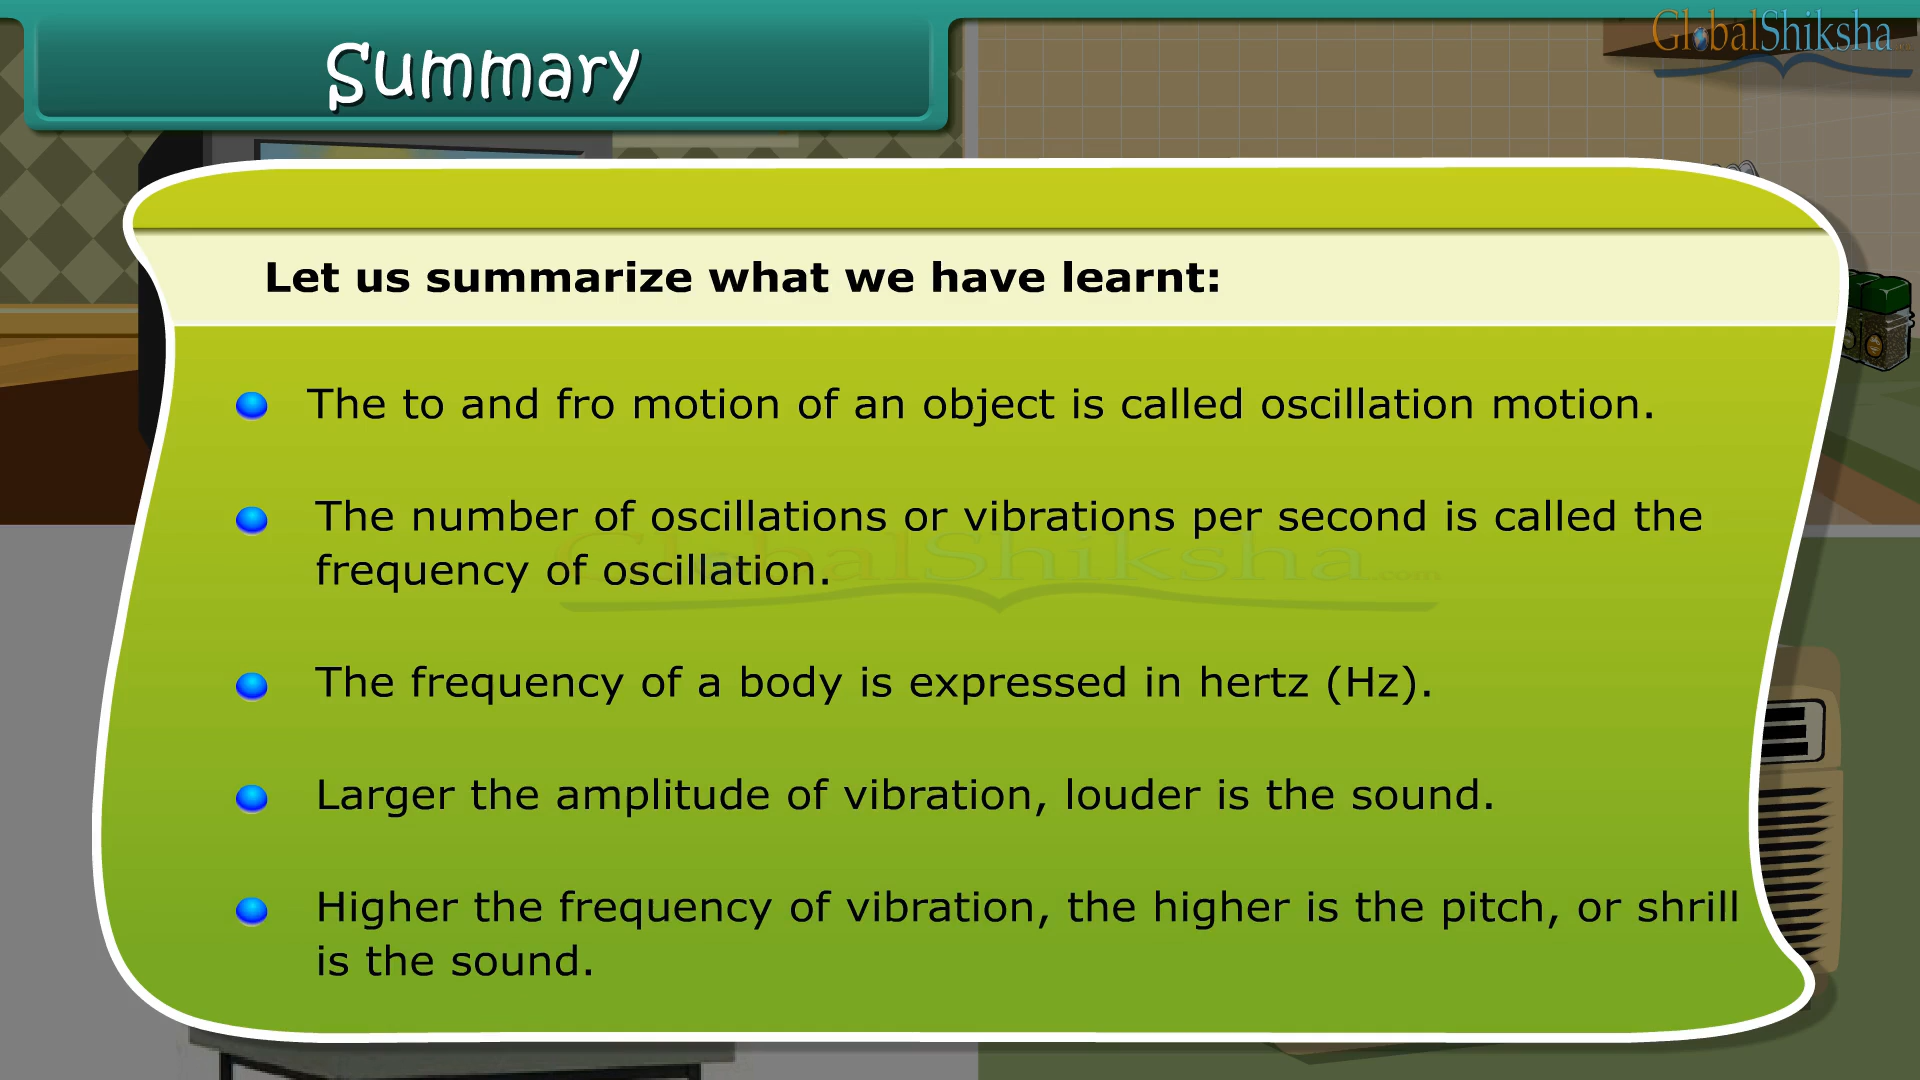 Summary
GlobalShiksha
Let us summarize what we have learnt:
The to and fro motion of an object is called oscillation motion.
The number of oscillations or vibrations per second is called the
frequency of oscillation.
GlobalShiksha.com
The frequency of a body is expressed in hertz (Hz).
Larger the amplitude of vibration, louder is the sound.
Higher the frequency of vibration, the higher is the pitch, or shrill
is the sound.